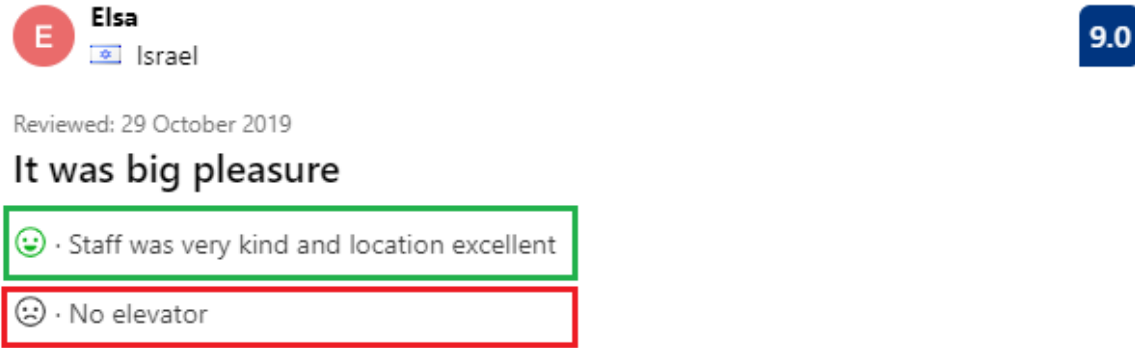 E
Elsa
Israel
9.0
Reviewed: 29 October 2019
It was big pleasure
· Staff was very kind and location excellent
· No elevator